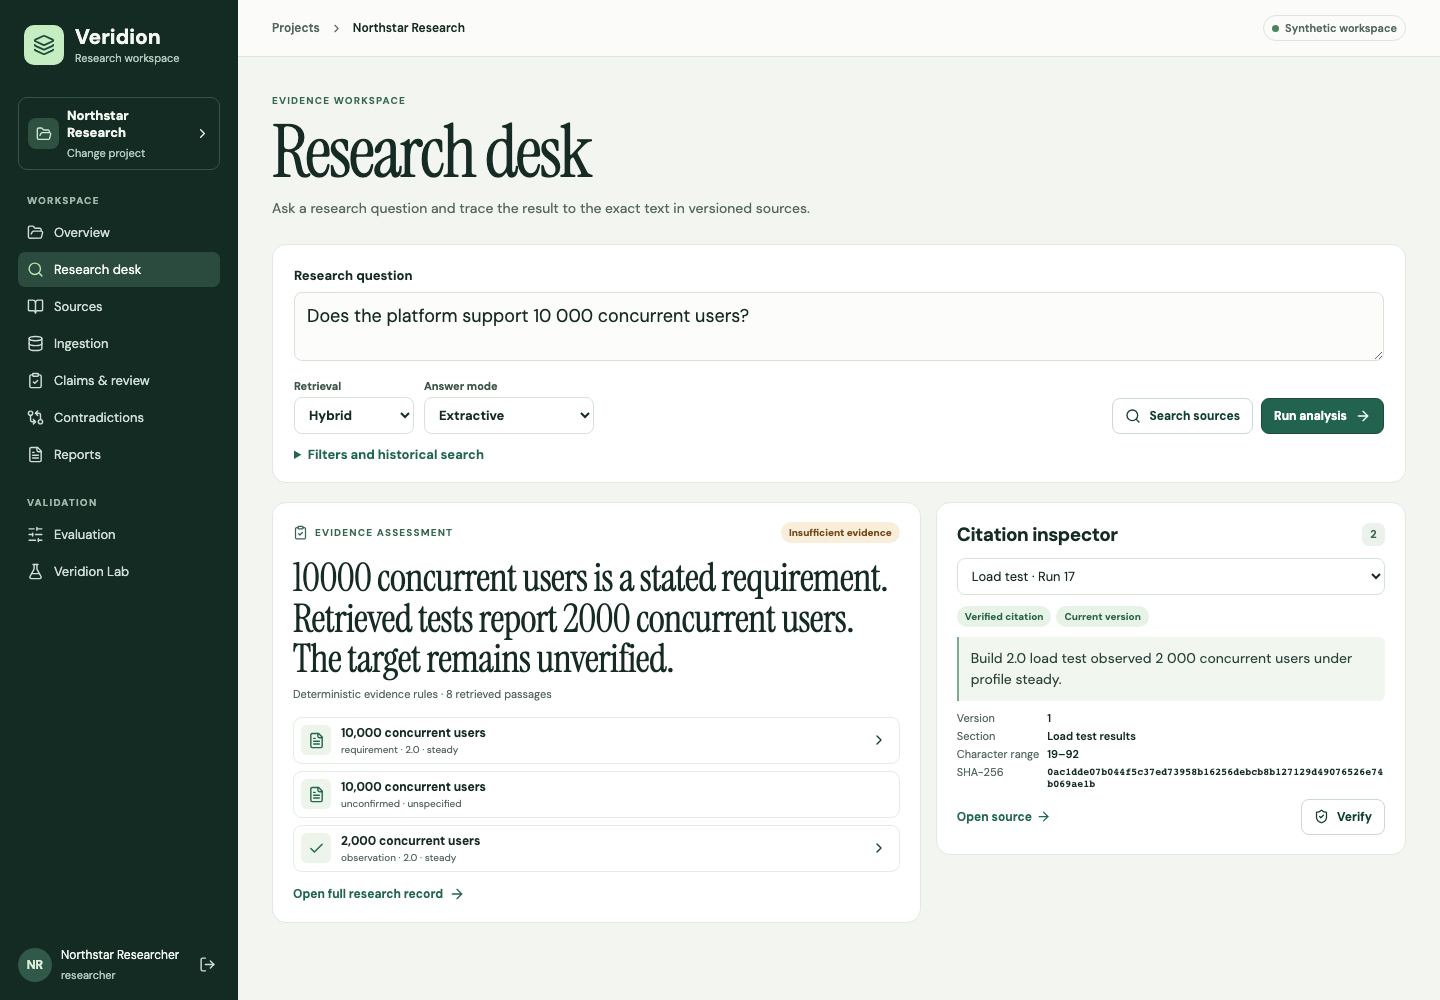 Veridion
Research workspace
Northstar
Research
Change project
WORKSPACE
Overview
Research desk
Sources
Ingestion
Claims & review
Contradictions
Reports
VALIDATION
Evaluation
Veridion Lab
NR
Northstar Researcher
researcher
Projects > Northstar Research
Synthetic workspace
EVIDENCE WORKSPACE
Research desk
Ask a research question and trace the result to the exact text in versioned sources.
Research question
Does the platform support 10 000 concurrent users?
Retrieval
Hybrid
Answer mode
Extractive
Search sources
Run analysis →
Filters and historical search
EVIDENCE ASSESSMENT
Insufficient evidence
10000 concurrent users is a stated requirement.
Retrieved tests report 2000 concurrent users.
The target remains unverified.
Deterministic evidence rules · 8 retrieved passages
10,000 concurrent users
requirement · 2.0 · steady
10,000 concurrent users
unconfirmed · unspecified
2,000 concurrent users
observation · 2.0 · steady
Open full research record →
Citation inspector
2
Load test · Run 17
Verified citation
Current version
Build 2.0 load test observed 2 000 concurrent users under
profile steady.
Version 1
Section Load test results
Character range 19–92
SHA-256 0ac1dde07b044f5c37ed73958b16256debcb8b127129d49076526e74
b069ae1b
Open source →
Verify